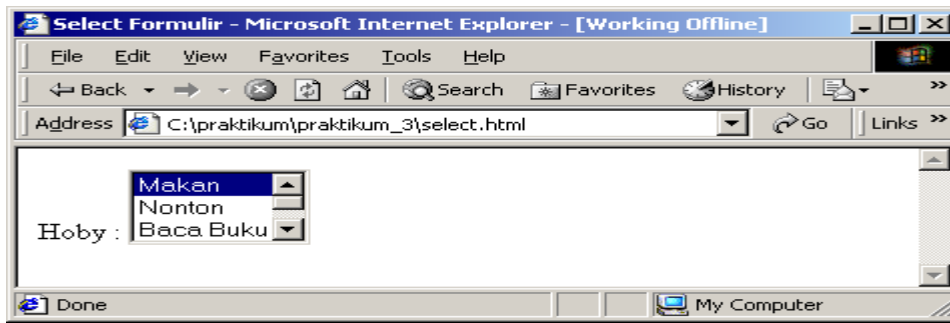 Select Formulir - Microsoft Internet Explorer - [Working Offline]
File Edit View Favorites Tools Help
Back Search Favorites History »
Address C:\praktikum\praktikum_3\select.html Go Links »
Makan
Nonton
Hoby : Baca Buku
Done My Computer